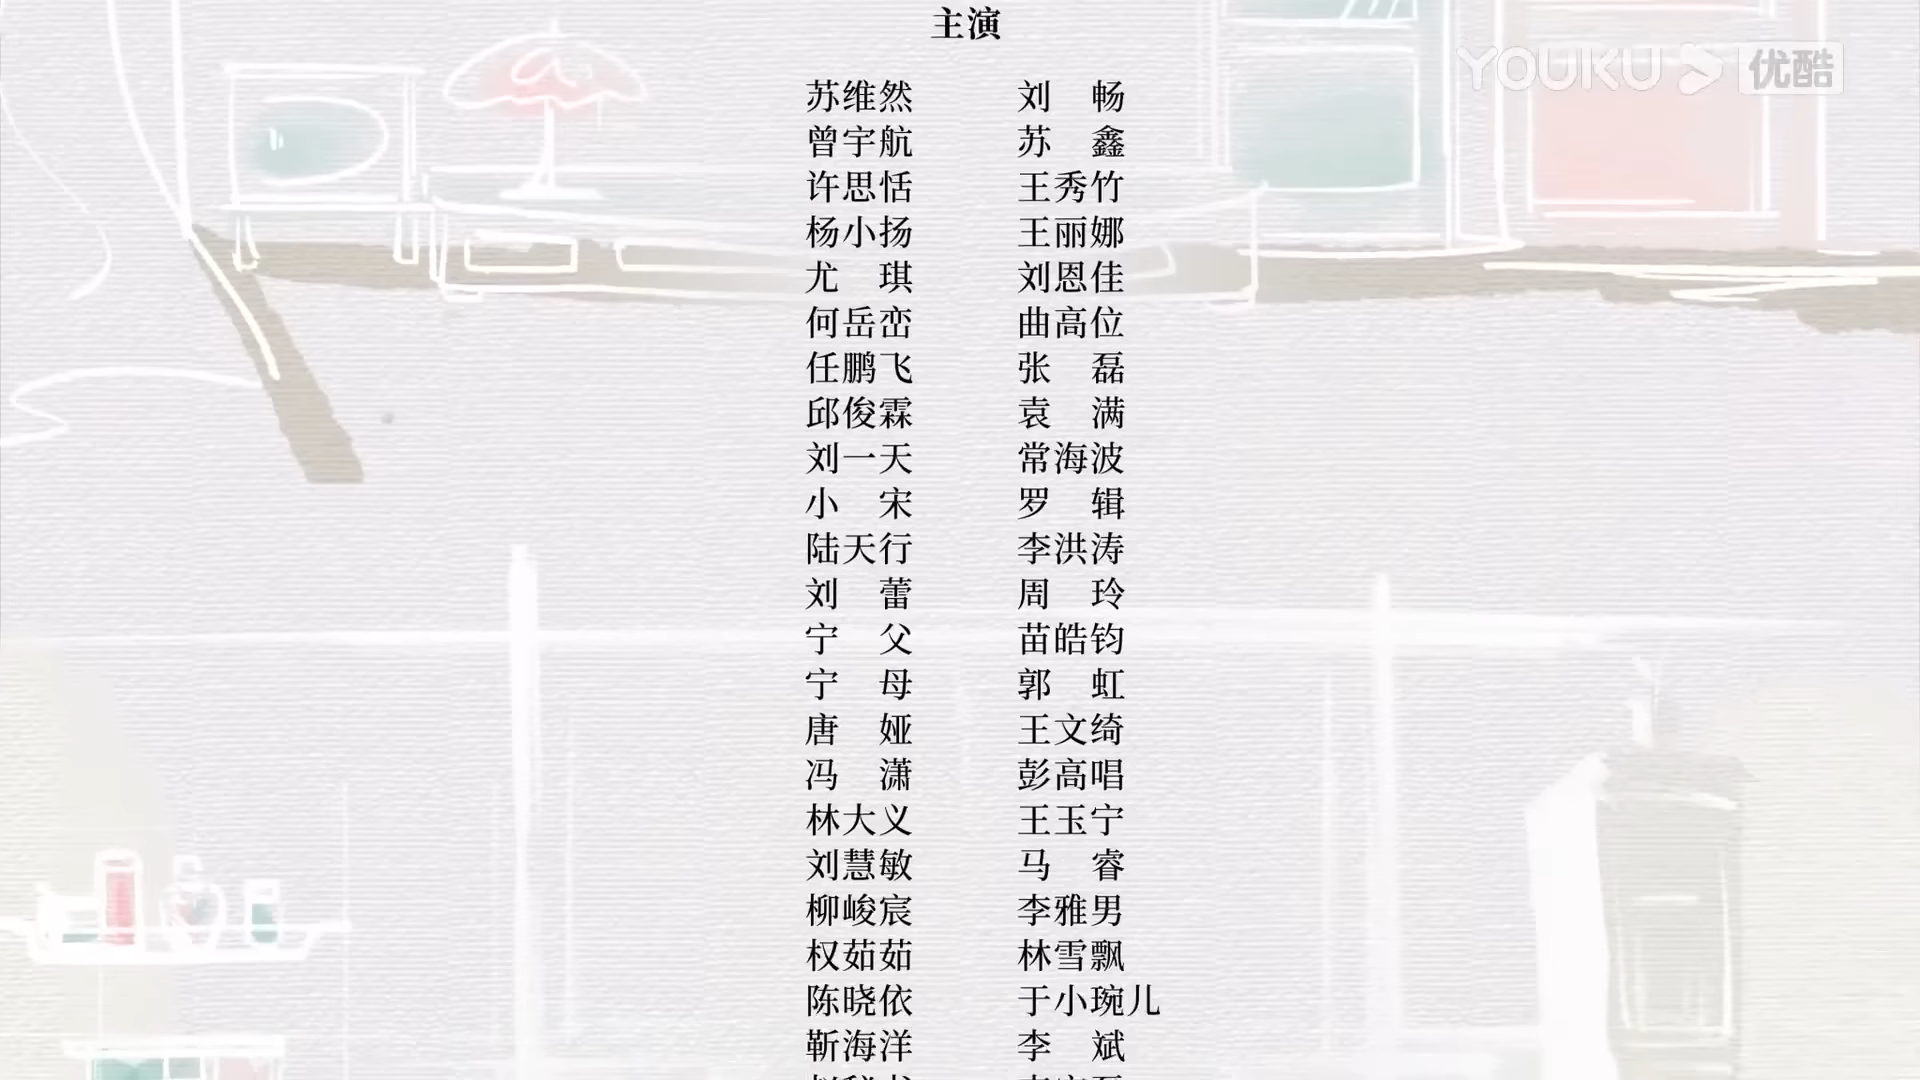 主演
YOUKU 优酷
苏维然 刘 畅
曾宇航 苏 鑫
许思恬 王秀竹
杨小扬 王丽娜
尤 琪 刘恩佳
何岳峦 曲高位
任鹏飞 张 磊
邱俊霖 袁 满
刘一天 常海波
小 宋 罗 辑
陆天行 李洪涛
刘 蕾 周 玲
宁 父 苗皓钧
宁 母 郭 虹
唐 娅 王文绮
冯 潇 彭高唱
林大义 王玉宁
刘慧敏 马 睿
柳峻宸 李雅男
权茹茹 林雪飘
陈晓依 于小琬儿
靳海洋 李 斌